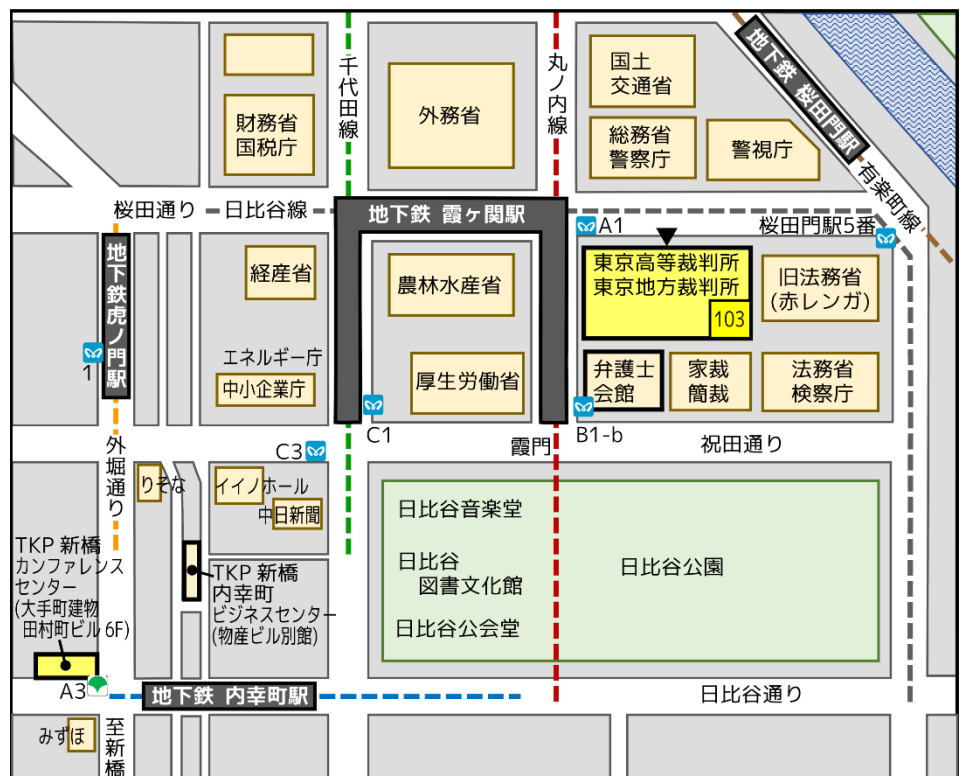 千代田線
丸ノ内線
国土
交通省
地下鉄 桜田門駅
財務省
国税庁
外務省
総務省
警察庁
警視庁
有楽町線
桜田通り
日比谷線
地下鉄 霞ヶ関駅
A1
桜田門駅5番
地下鉄虎ノ門駅
1
経産省
農林水産省
東京高等裁判所
東京地方裁判所
103
旧法務省
(赤レンガ)
エネルギー庁
中小企業庁
厚生労働省
弁護士
会館
家裁
簡裁
法務省
検察庁
C1
B1-b
外堀通り
C3
霞門
祝田通り
りそな
イイノホール
中日新聞
日比谷音楽堂
日比谷
図書文化館
日比谷公会堂
日比谷公園
TKP 新橋
カンファレンス
センター
(大手町建物
田村町ビル 6F)
TKP 新橋
内幸町
ビジネスセンター
(物産ビル別館)
A3
地下鉄 内幸町駅
日比谷通り
みずほ
至新橋